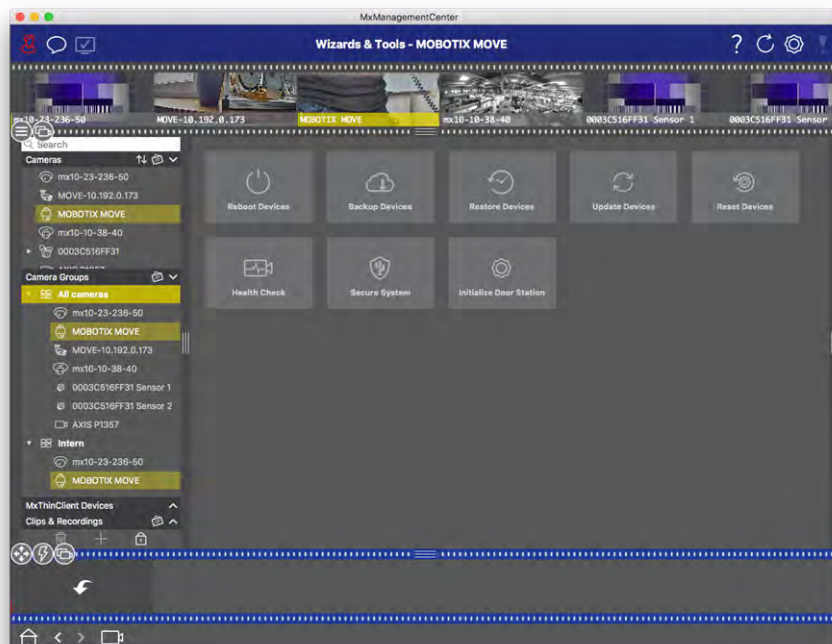 MxManagementCenter
Wizards & Tools - MOBOTIX MOVE
mx10-23-236-50
MOVE-10.192.0.173
MOBOTIX MOVE
mx10-10-38-40
0003C516FF31 Sensor 1
0003C516FF31 Sensor
Search
Cameras
mx10-23-236-50
MOVE-10.192.0.173
MOBOTIX MOVE
mx10-10-38-40
0003C516FF31
AXIS P1357
Camera Groups
All cameras
mx10-23-236-50
MOBOTIX MOVE
MOVE-10.192.0.173
mx10-10-38-40
0003C516FF31 Sensor 1
0003C516FF31 Sensor 2
AXIS P1357
Intern
mx10-23-236-50
MOBOTIX MOVE
MxThinClient Devices
Clips & Recordings
Reboot Devices
Backup Devices
Restore Devices
Update Devices
Reset Devices
Health Check
Secure System
Initialize Door Station